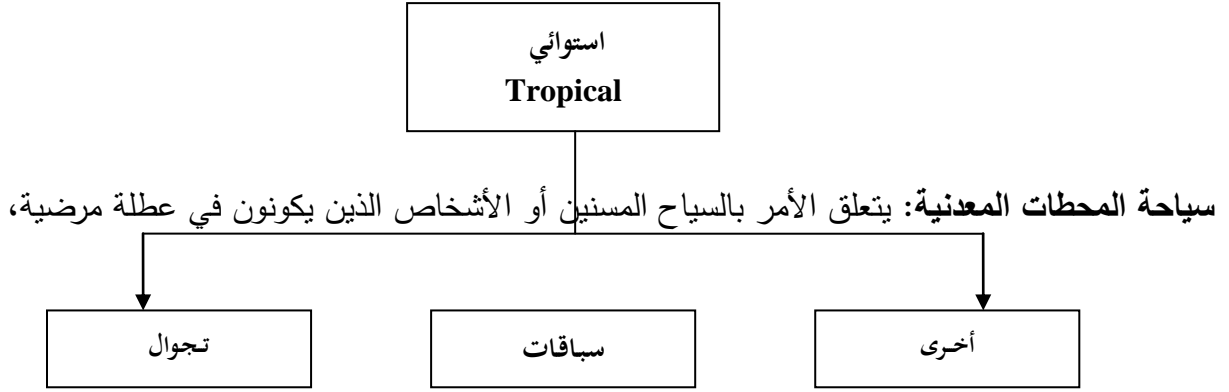 استوائي
Tropical
سياحة المحطات المعدنية: يتعلق الأمر بالسياح المسنين أو الأشخاص الذين يكونون في عطلة مرضية،
أخرى سباقات تجوال